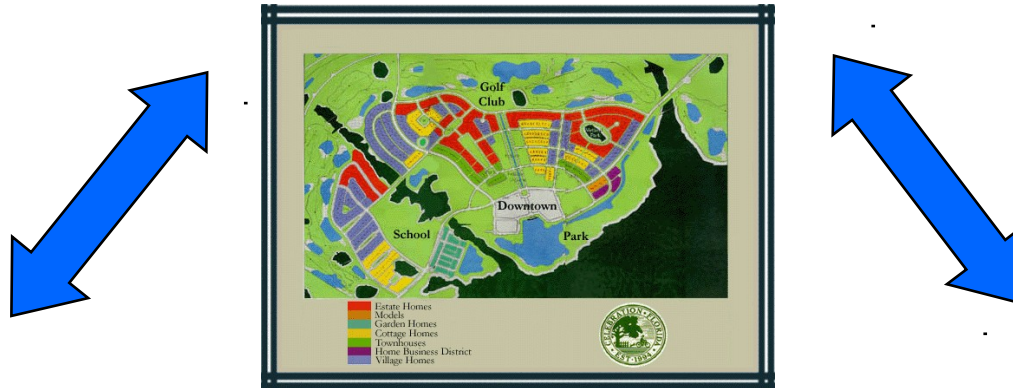 Golf
Club
Downtown
School
Park
Estate Homes
Models
Garden Homes
Cottage Homes
Townhouses
Home Business District
Village Homes
CELEBRATION • FLORIDA
EST • 1994